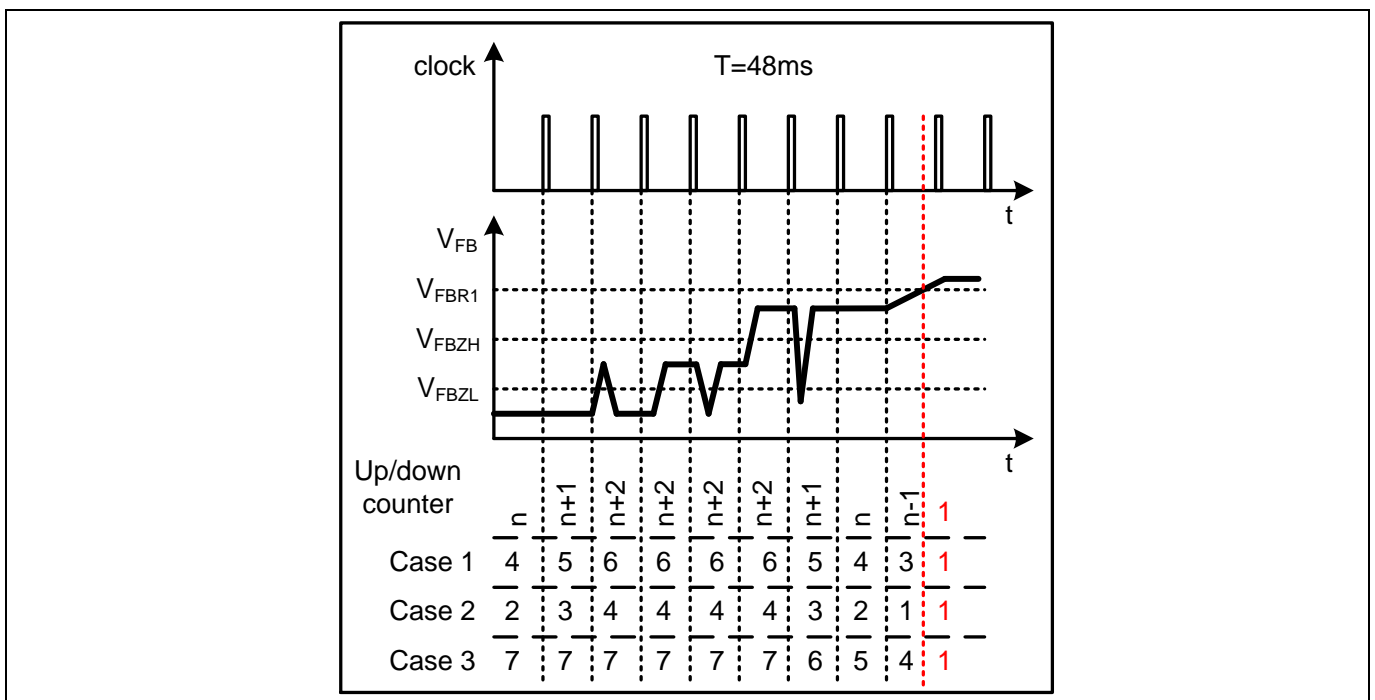 clock T=48ms
t
VFB
VFBR1
VFBZH
VFBZL
t
Up/down
counter n n+1 n+2 n+2 n+2 n+2 n+1 n n-1 1
Case 1 4 5 6 6 6 6 5 4 3 1
Case 2 2 3 4 4 4 4 3 2 1 1
Case 3 7 7 7 7 7 7 6 5 4 1